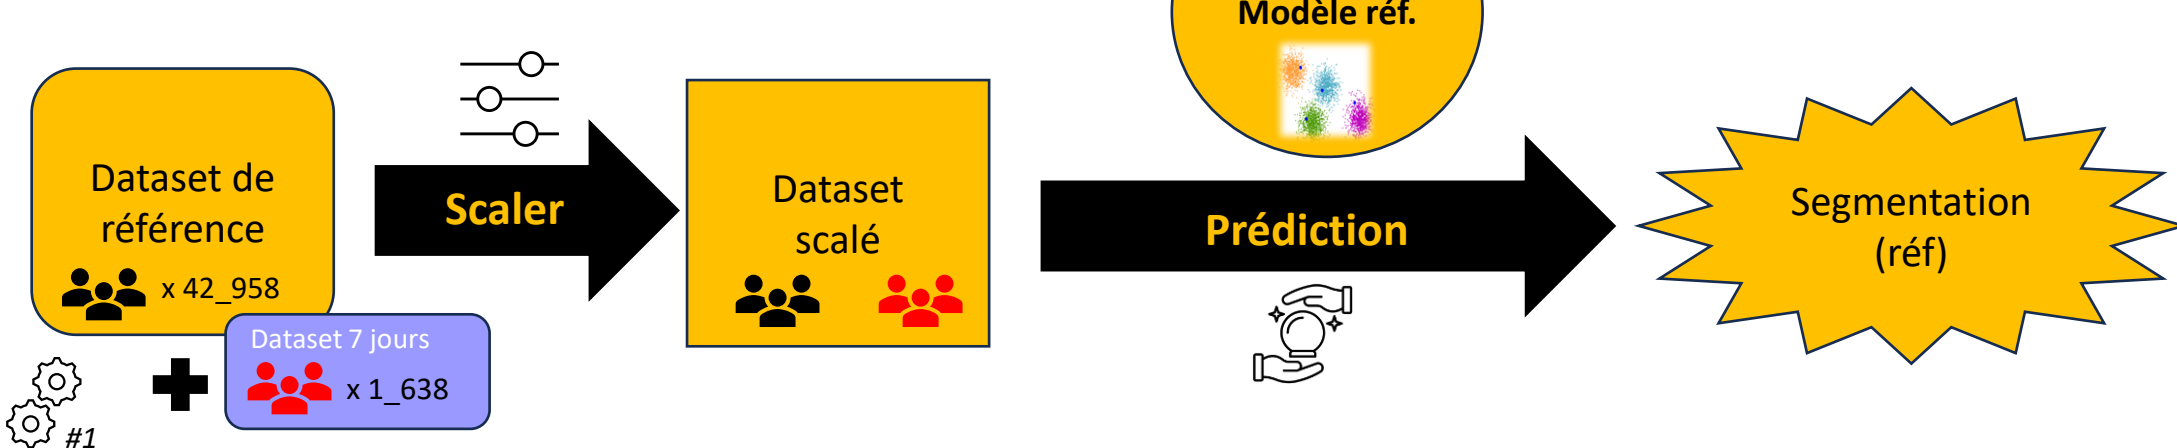 Modèle réf.
Dataset de
référence
x 42_958
Scaler
Dataset
scalé
Prédiction
Segmentation
(réf)
Dataset 7 jours
x 1_638
#1